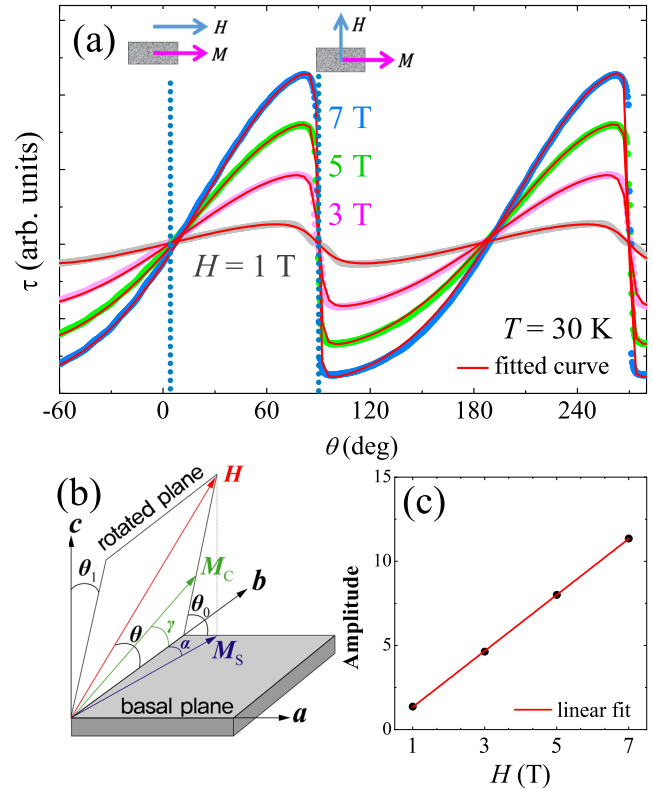 (a)
H
M
H
M
7 T
5 T
3 T
H = 1 T
T = 30 K
fitted curve
τ (arb. units)
-60 0 60 120 180 240
θ (deg)
(b)
c
rotated plane
H
θ₁
M_C
b
θ₀
θ
γ
α
M_S
basal plane
a
(c)
Amplitude
15
10
5
0
linear fit
1 3 5 7
H (T)